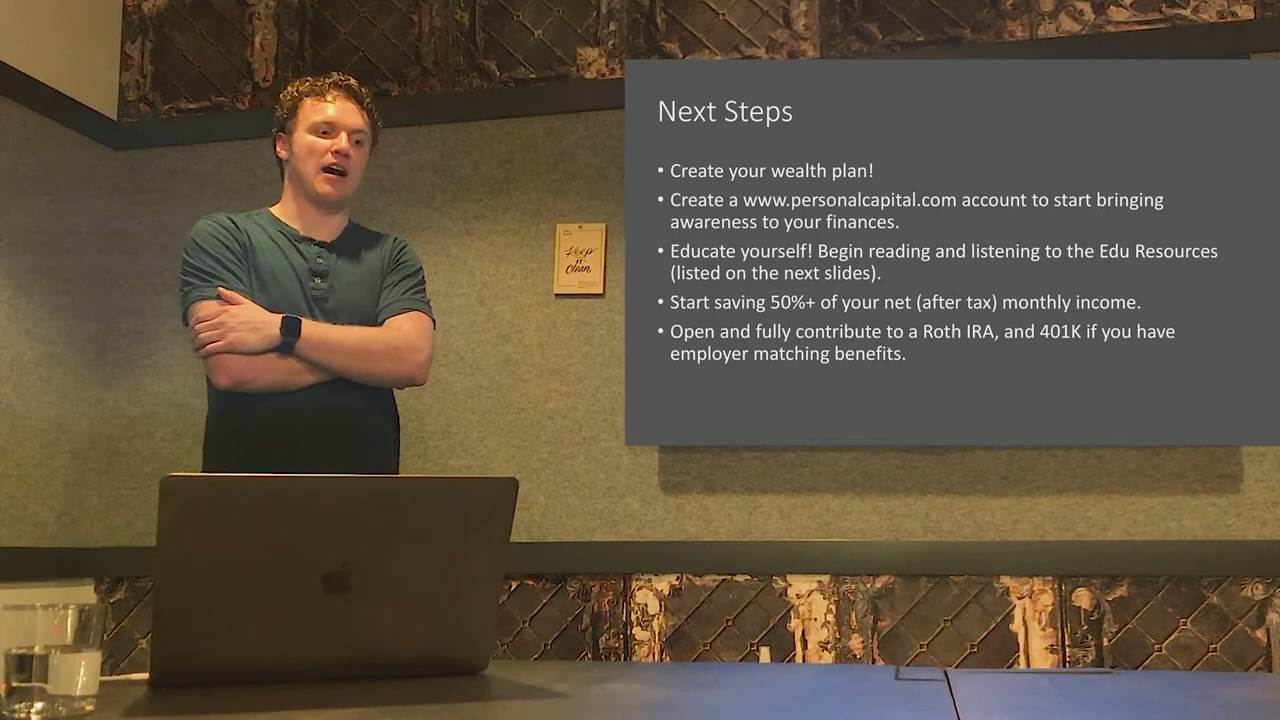 Next Steps
• Create your wealth plan!
• Create a www.personalcapital.com account to start bringing
awareness to your finances.
• Educate yourself! Begin reading and listening to the Edu Resources
(listed on the next slides).
• Start saving 50%+ of your net (after tax) monthly income.
• Open and fully contribute to a Roth IRA, and 401K if you have
employer matching benefits.
Keep
IT
Clean